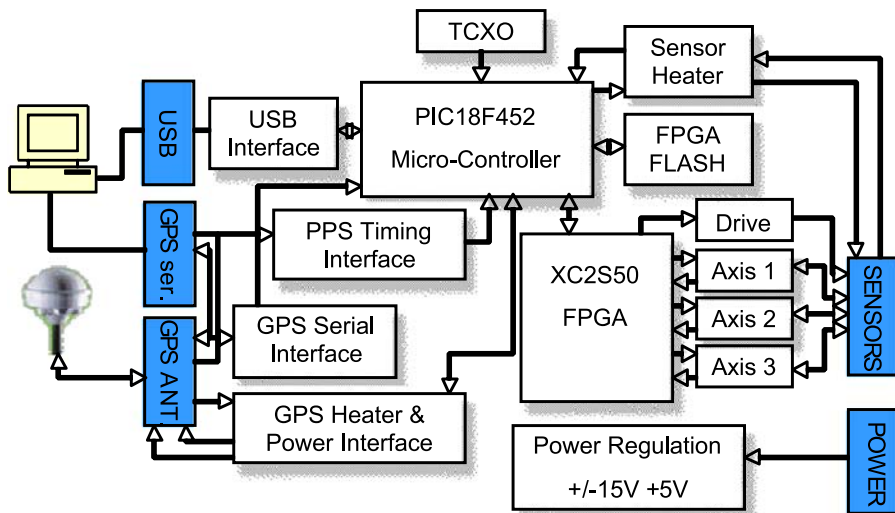 TCXO
Sensor
Heater
PIC18F452
Micro-Controller
USB
USB
Interface
FPGA
FLASH
GPS ser.
PPS Timing
Interface
Drive
XC2S50
FPGA
Axis 1
Axis 2
Axis 3
SENSORS
GPS Serial
Interface
GPS ANT.
GPS Heater &
Power Interface
Power Regulation
+/-15V +5V
POWER